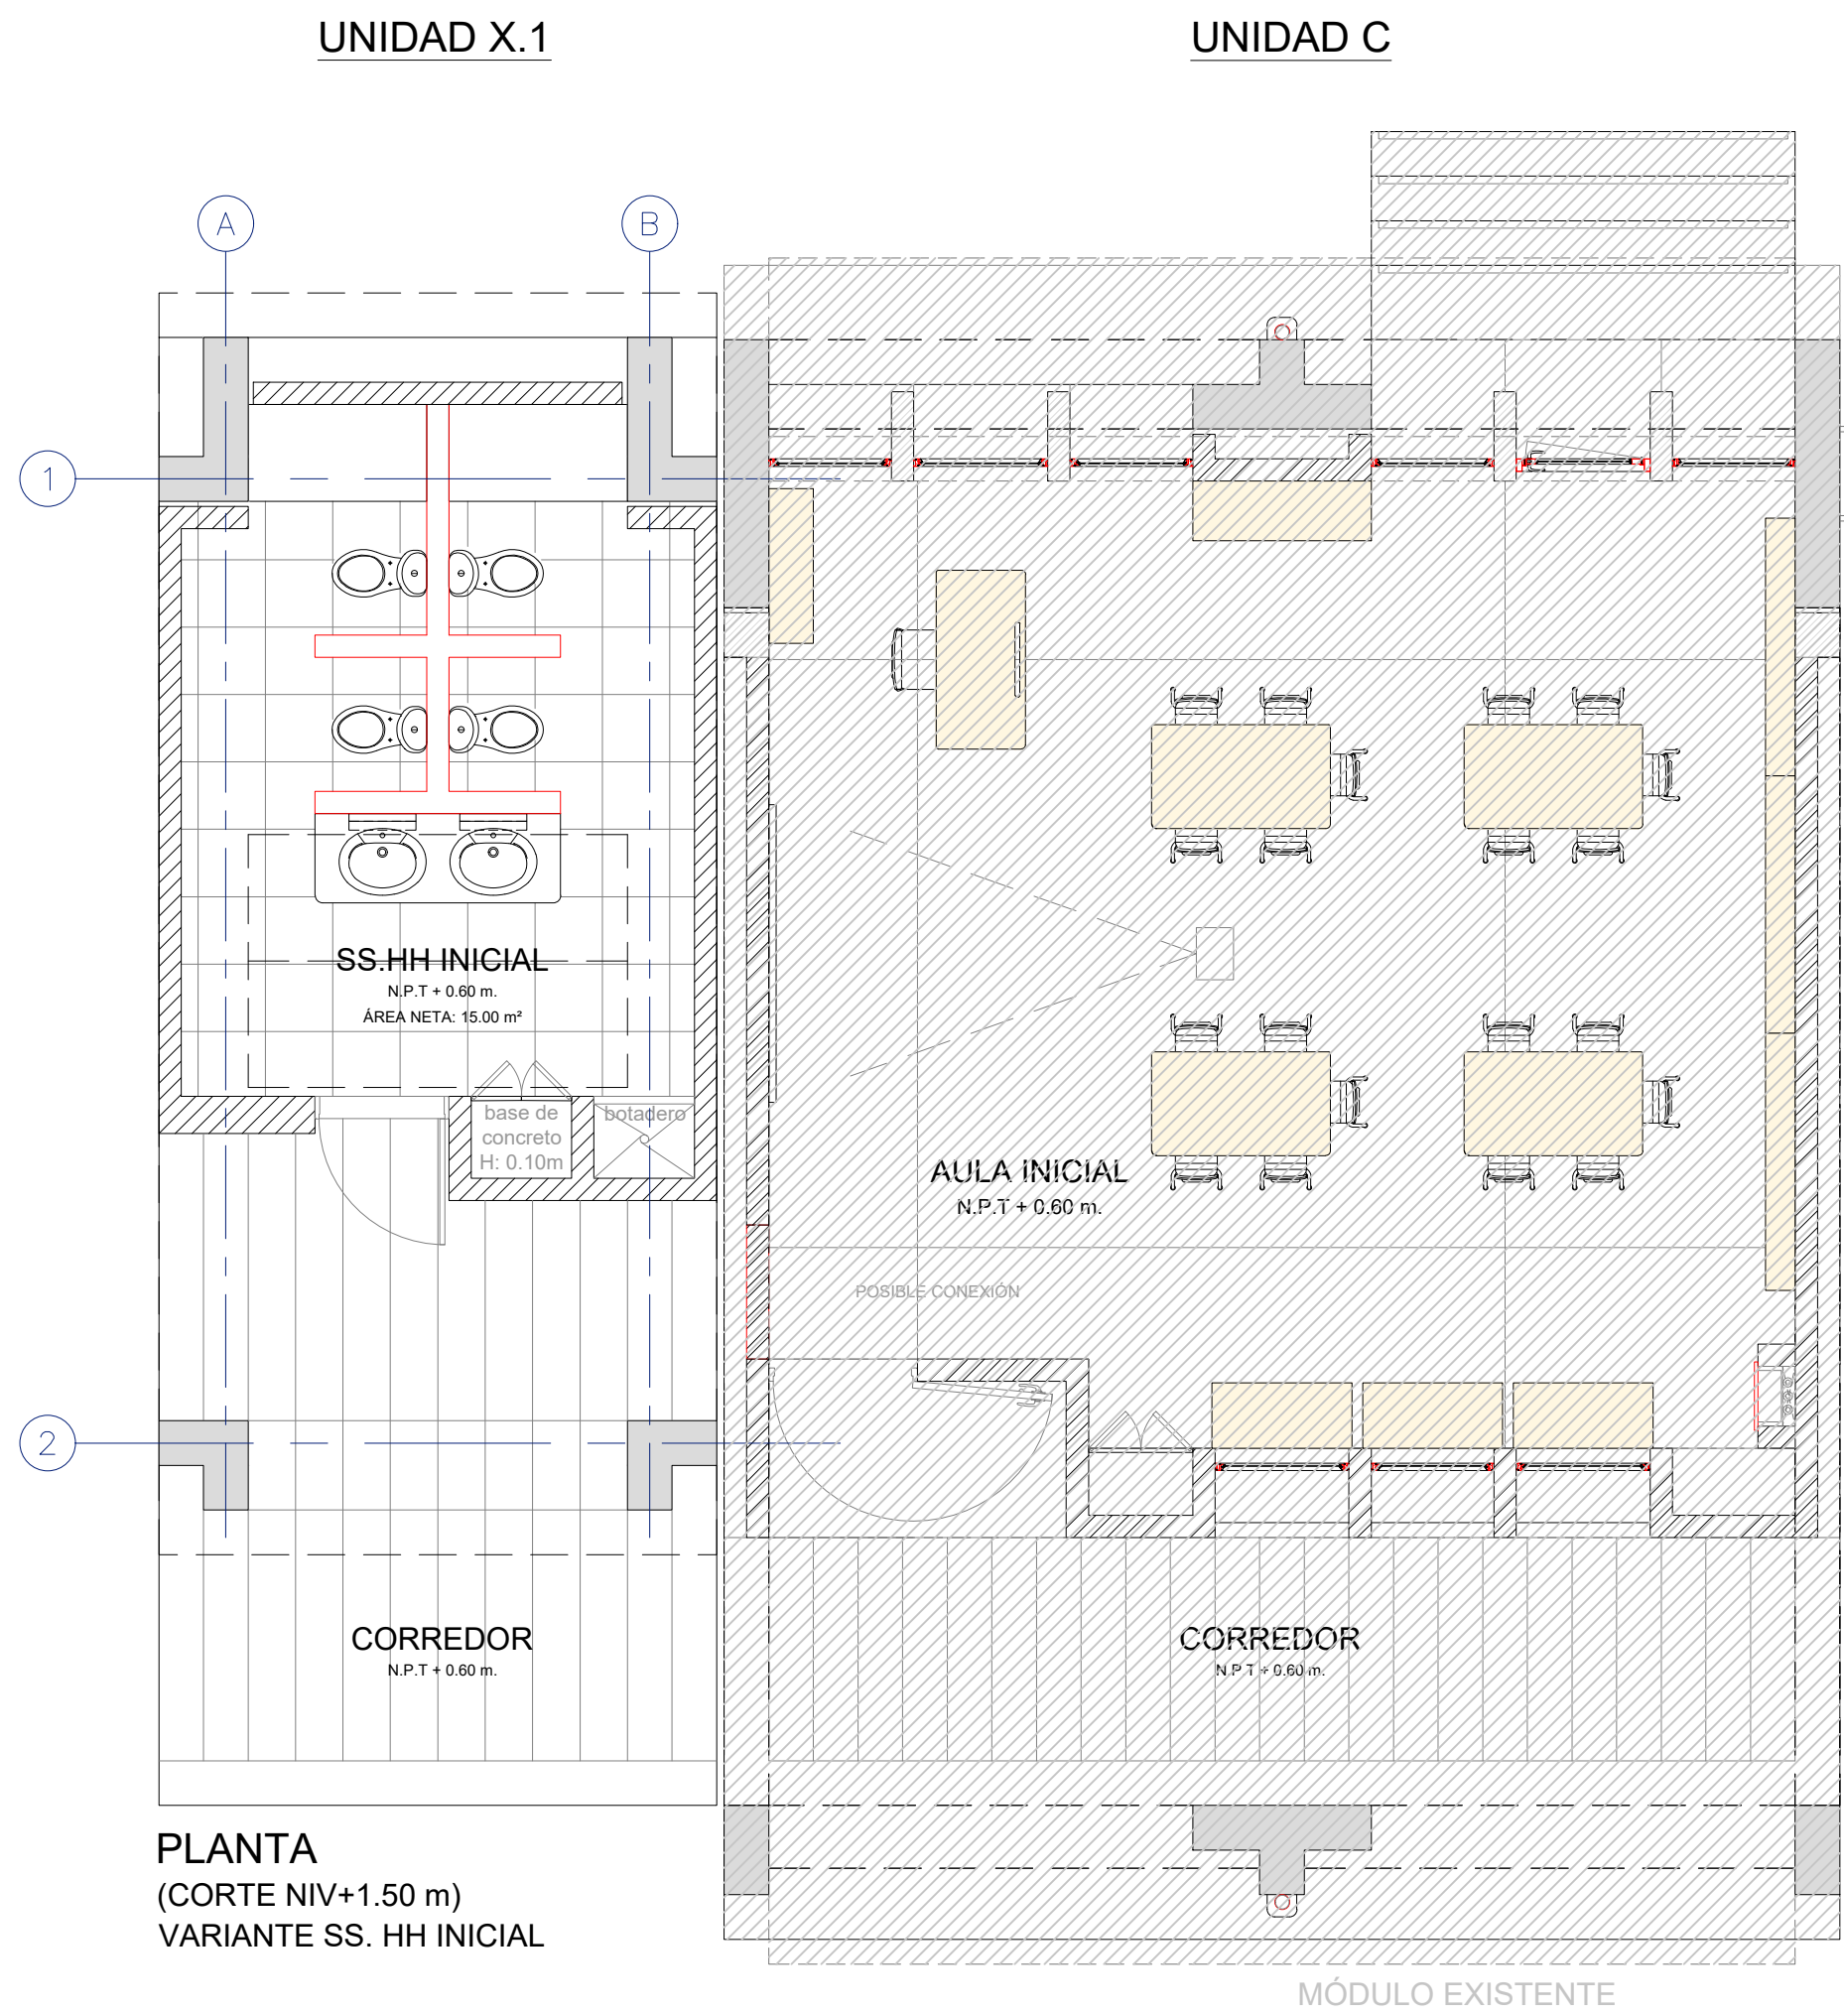 UNIDAD X.1
UNIDAD C
A
B
1
SS.HH INICIAL
N.P.T + 0.60 m.
ÁREA NETA: 15.00 m²
base de
concreto
H: 0.10m
botadero
AULA INICIAL
N.P.T + 0.60 m.
POSIBLE CONEXIÓN
2
CORREDOR
N.P.T + 0.60 m.
CORREDOR
N.P.T + 0.60 m.
PLANTA
(CORTE NIV+1.50 m)
VARIANTE SS. HH INICIAL
MÓDULO EXISTENTE